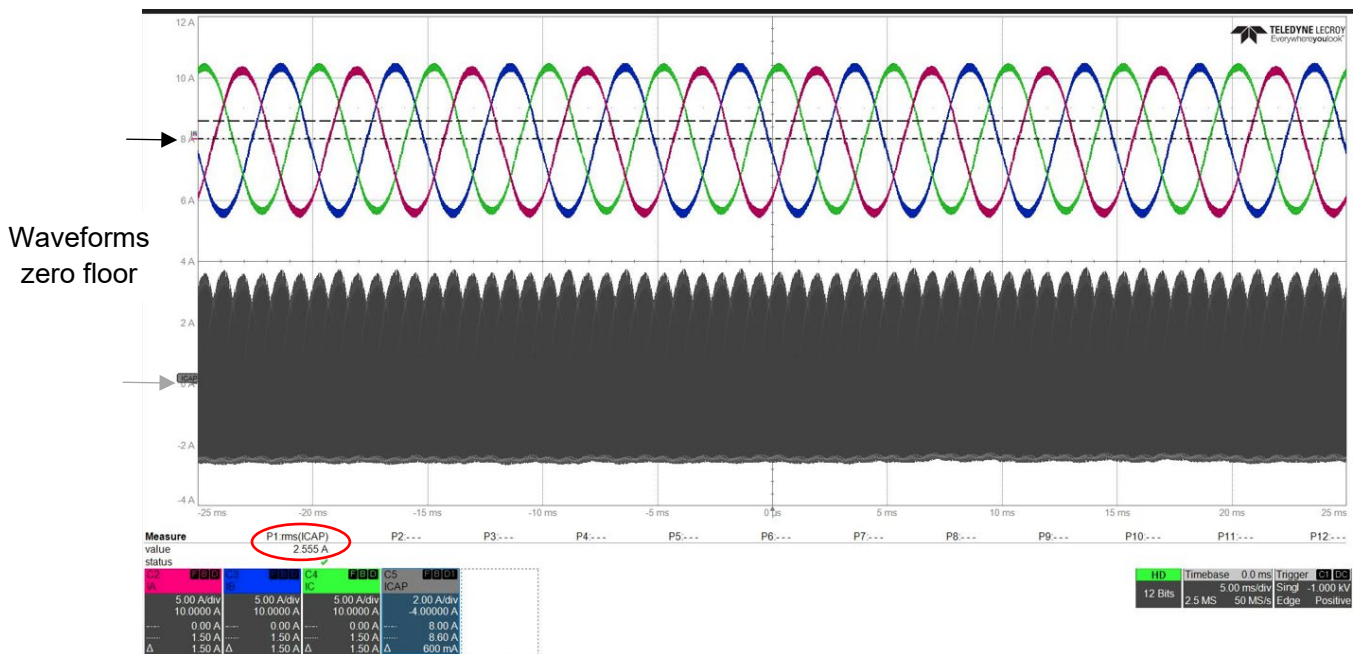 12 A
TELEDYNE LECROY
Everywhereyoulook
10 A
8 A
6 A
Waveforms
zero floor
4 A
2 A
ICAP
0 A
-2 A
-4 A
-25 ms -20 ms -15 ms -10 ms -5 ms 0 µs 5 ms 10 ms 15 ms 20 ms 25 ms
Measure P1:rms(ICAP) P2:- - - P3:- - - P4:- - - P5:- - - P6:- - - P7:- - - P8:- - - P9:- - - P10:- - - P11:- - - P12:- - -
value 2.555 A
status
C2 F B D C3 F B D C4 F B D C5 F B D1
IA IB IC ICAP
5.00 A/div 5.00 A/div 5.00 A/div 2.00 A/div
10.0000 A 10.0000 A 10.0000 A -4.00000 A
0.00 A 0.00 A 0.00 A 8.00 A
1.50 A 1.50 A 1.50 A 8.60 A
Δ 1.50 A Δ 1.50 A Δ 1.50 A Δ 600 mA
HD Timebase 0.0 ms Trigger C1 DC
12 Bits 5.00 ms/div Singl -1.000 kV
2.5 MS 50 MS/s Edge Positive